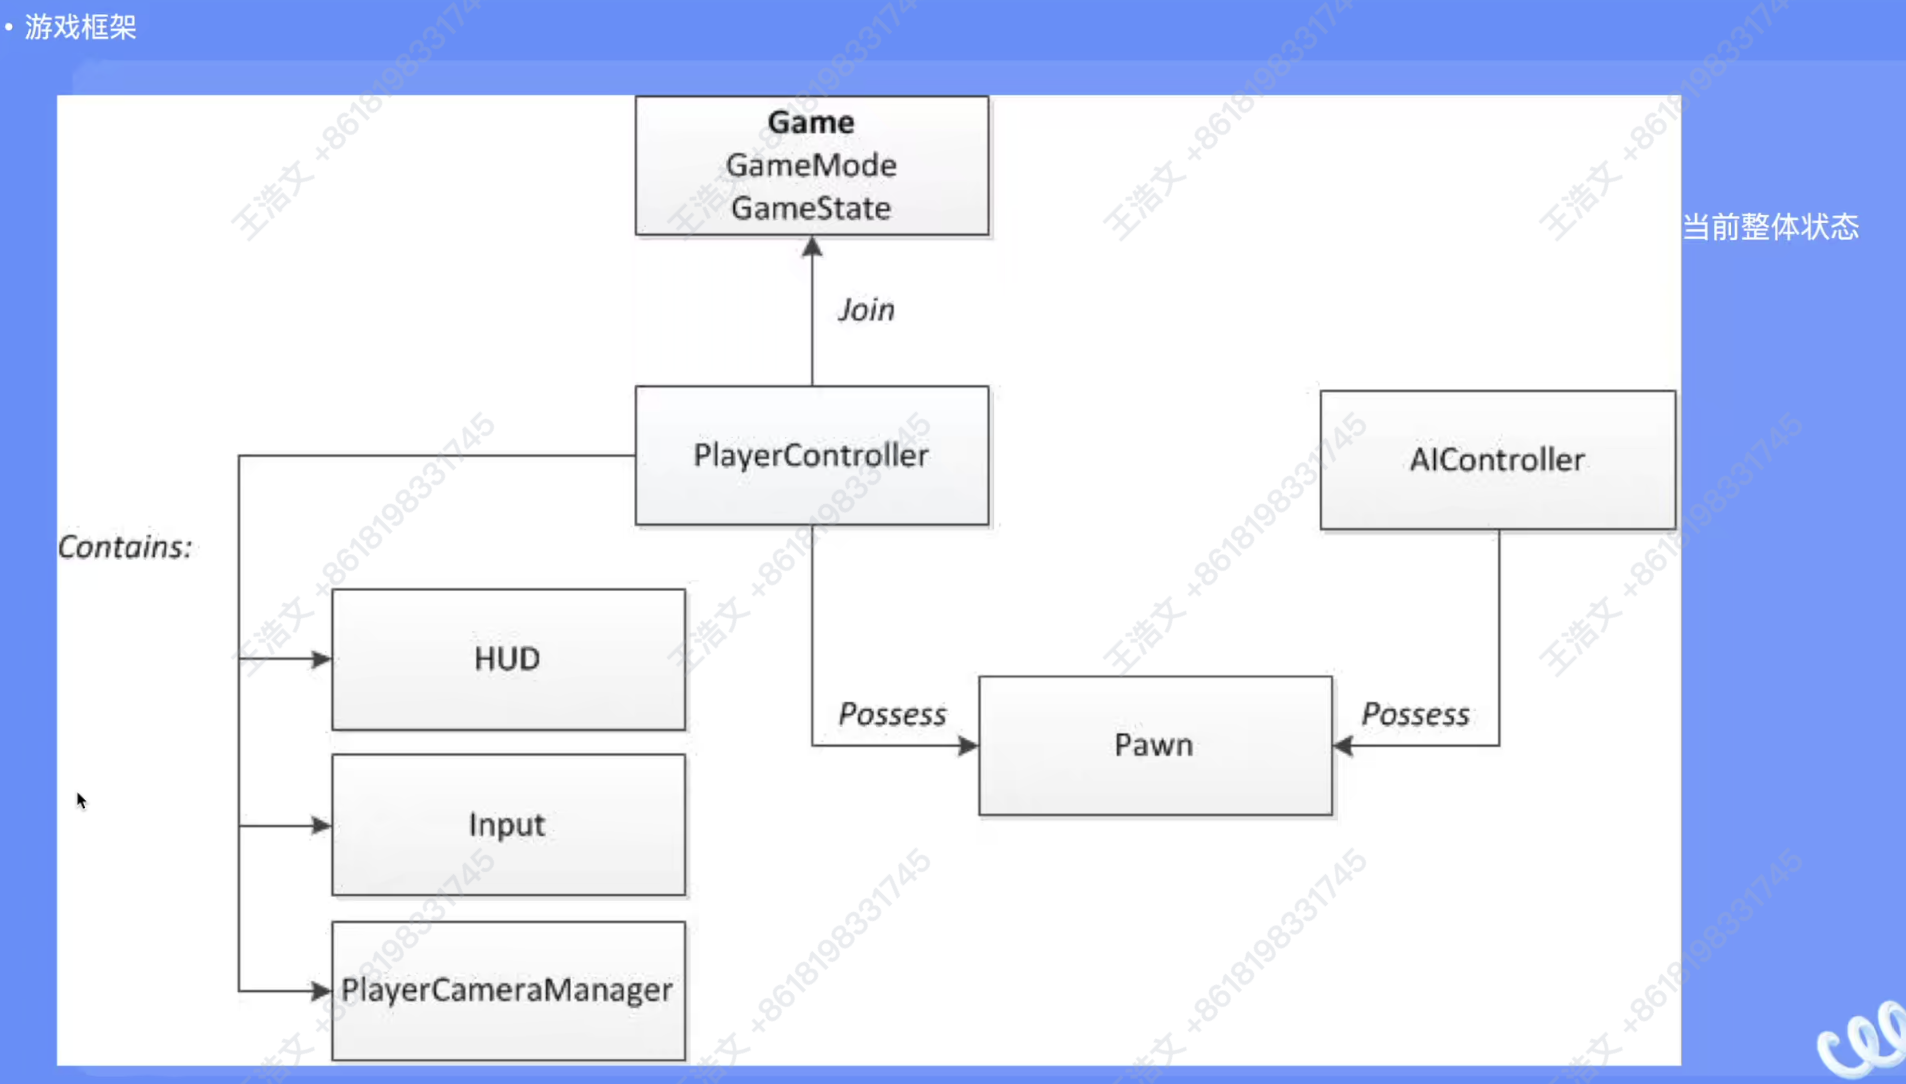 • 游戏框架
Game
GameMode
GameState
当前整体状态
Join
PlayerController
AIController
Contains:
HUD
Possess
Possess
Pawn
Input
PlayerCameraManager
王浩文 +8618198331745